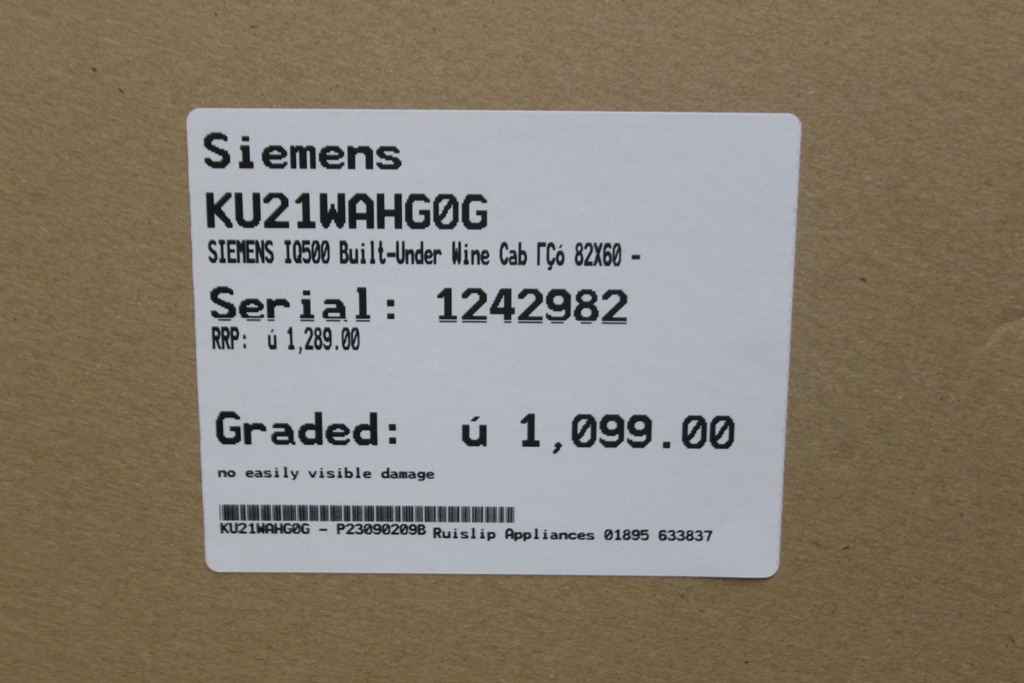 Siemens
KU21WAHG0G
SIEMENS IQ500 Built-Under Wine Cab ΓÇó 82X60 -
Serial: 1242982
RRP: ú 1,289.00
Graded: ú 1,099.00
no easily visible damage
KU21WAHG0G - P23090209B Ruislip Appliances 01895 633837